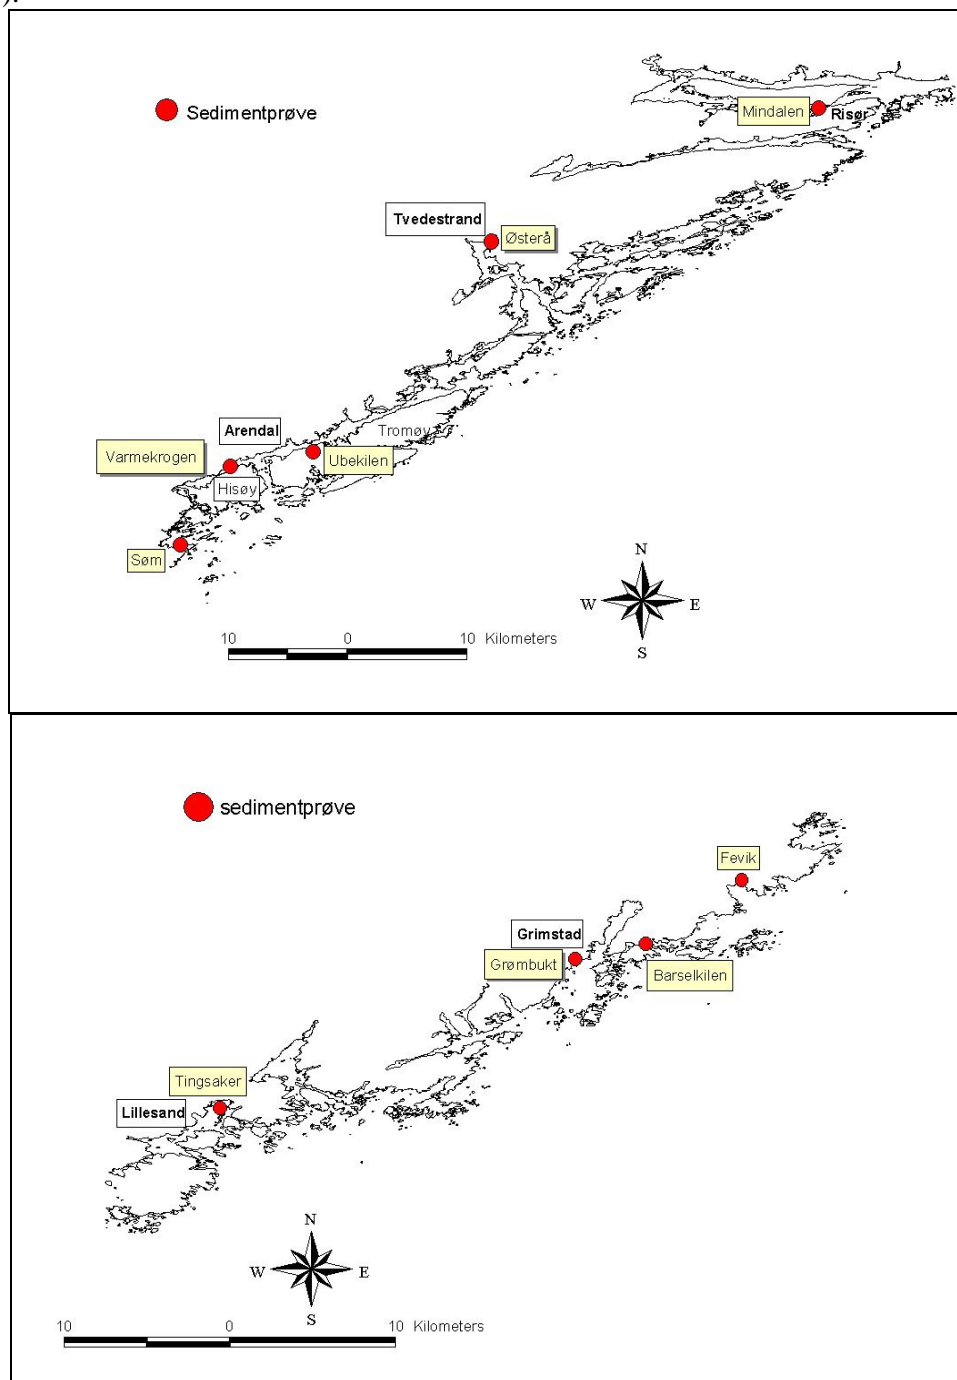 ).
Sedimentprøve
Mindalen
Risør
Tvedestrand
Østerå
Arendal
Tromøy
Varmekrogen
Ubekilen
Hisøy
Søm
N
W E
S
10 0 10 Kilometers
sedimentprøve
Fevik
Grimstad
Grømbukt
Barselkilen
Tingsaker
Lillesand
N
W E
S
10 0 10 Kilometers